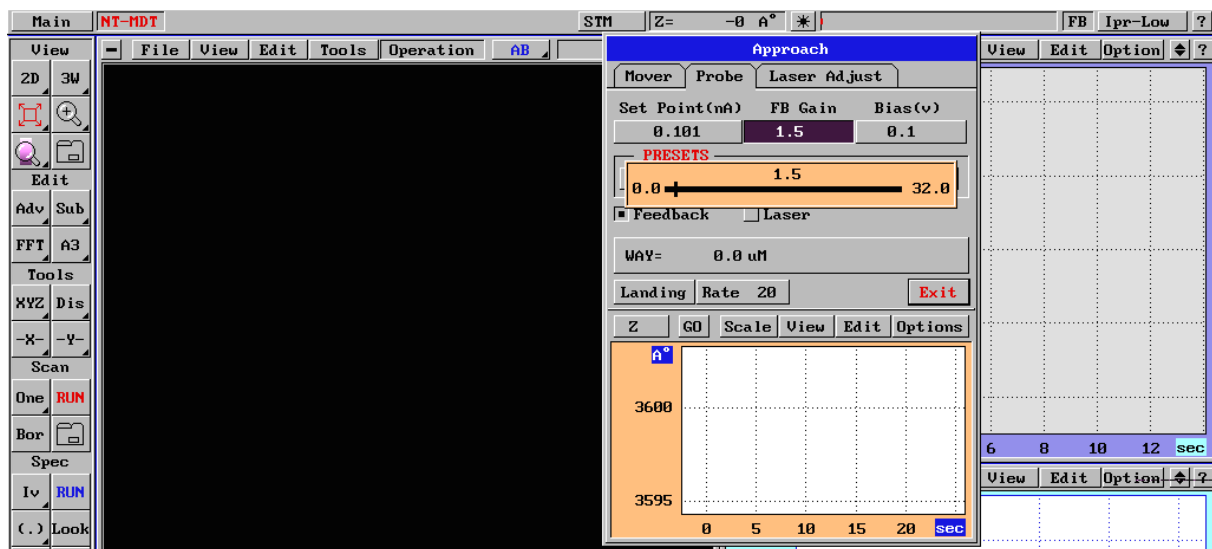 Main NT-MDT STM Z= -0 A° FB Ipr-Low ?
View - File View Edit Tools Operation AB View Edit Option ?
Approach
2D 3W
Mover Probe Laser Adjust
Set Point(nA) FB Gain Bias(v)
0.101 1.5 0.1
PRESETS
1.5
0.0 32.0
Edit
Adv Sub
Feedback Laser
FFT A3
WAY= 0.0 uM
Tools
XYZ Dis
Landing Rate 20 Exit
-X- -Y-
Z GO Scale View Edit Options
A°
Scan
One RUN
3600
Bor
6 8 10 12 sec
Spec
View Edit Option ?
Iv RUN
3595
(.) Look
0 5 10 15 20 sec